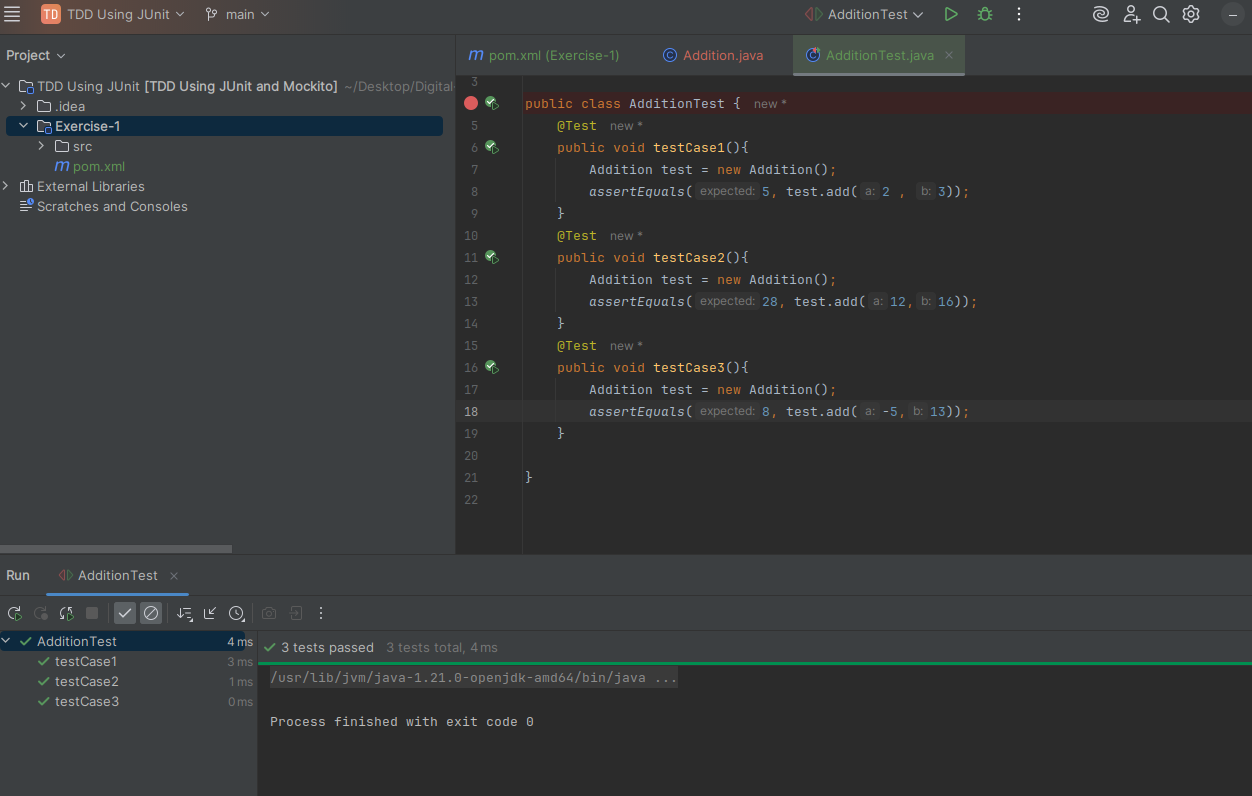 TD TDD Using JUnit main AdditionTest
Project
m pom.xml (Exercise-1) C Addition.java C AdditionTest.java
TDD Using JUnit [TDD Using JUnit and Mockito] ~/Desktop/Digital-
.idea
Exercise-1
src
m pom.xml
External Libraries
Scratches and Consoles
3
public class AdditionTest { new *
5 @Test new *
6 public void testCase1(){
7 Addition test = new Addition();
8 assertEquals( expected: 5, test.add( a: 2 , b: 3));
9 }
10 @Test new *
11 public void testCase2(){
12 Addition test = new Addition();
13 assertEquals( expected: 28, test.add( a: 12, b: 16));
14 }
15 @Test new *
16 public void testCase3(){
17 Addition test = new Addition();
18 assertEquals( expected: 8, test.add( a: -5, b: 13));
19 }
20
21 }
22
Run AdditionTest
AdditionTest 4 ms
testCase1 3 ms
testCase2 1 ms
testCase3 0 ms
3 tests passed 3 tests total, 4 ms
/usr/lib/jvm/java-1.21.0-openjdk-amd64/bin/java ...
Process finished with exit code 0